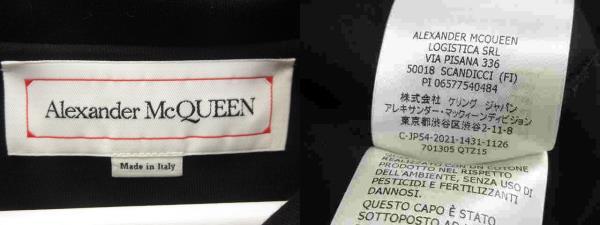 Alexander McQUEEN
Made in Italy
ALEXANDER MCQUEEN
LOGISTICA SRL
VIA PISANA 336
50018 SCANDICCI (FI)
PI 06577540484
株式会社 ケリング ジャパン
アレキサンダー・マックィーンディビジョン
東京都渋谷区渋谷2-11-8
C-JP54-2021-1431-1126
701305 QTZ15
REALIZZATO CON UN COTONE
PRODOTTO NEL RISPETTO
DELL'AMBIENTE, SENZA USO DI
PESTICIDI E FERTILIZZANTI
DANNOSI.
QUESTO CAPO È STATO
SOTTOPOSTO AD